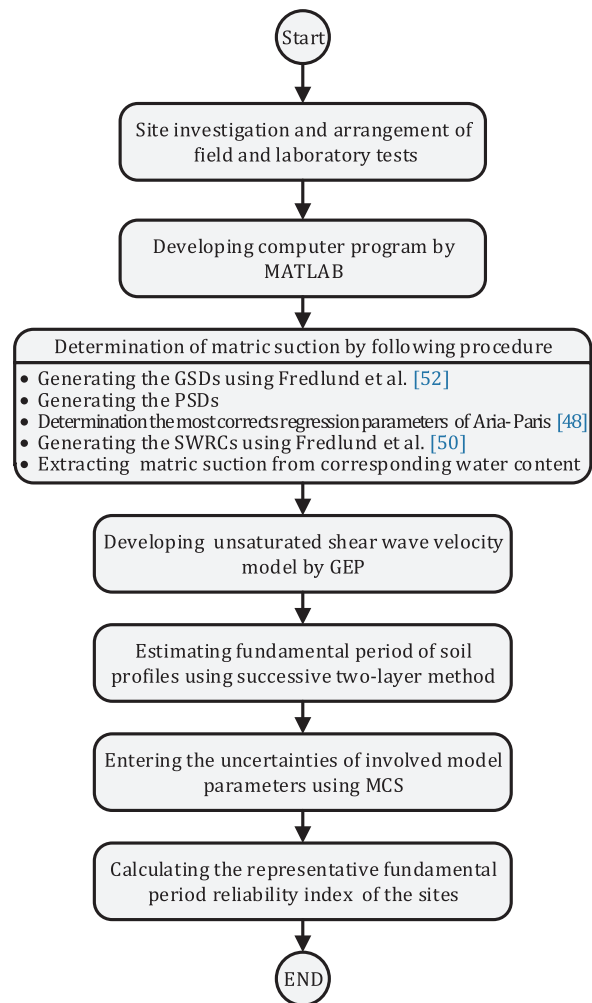 Start
Site investigation and arrangement of
field and laboratory tests
Developing computer program by
MATLAB
Determination of matric suction by following procedure
• Generating the GSDs using Fredlund et al. [52]
• Generating the PSDs
• Determination the most corrects regression parameters of Aria-Paris [48]
• Generating the SWRCs using Fredlund et al. [50]
• Extracting matric suction from corresponding water content
Developing unsaturated shear wave velocity
model by GEP
Estimating fundamental period of soil
profiles using successive two-layer method
Entering the uncertainties of involved model
parameters using MCS
Calculating the representative fundamental
period reliability index of the sites
END